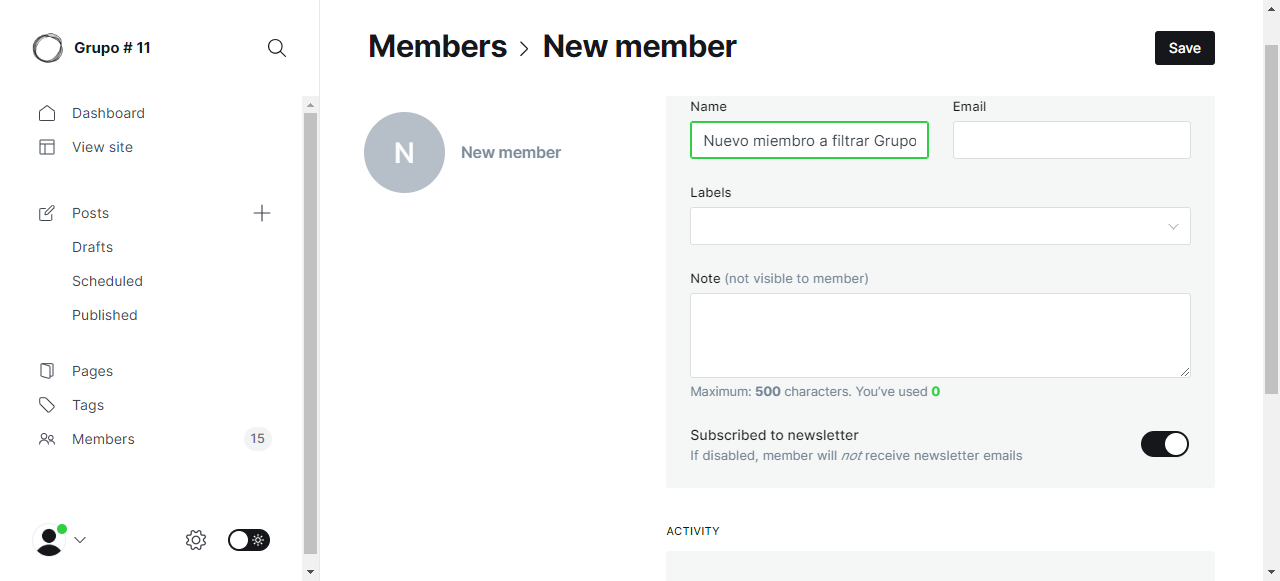 Grupo # 11
Dashboard
View site
Posts
Drafts
Scheduled
Published
Pages
Tags
Members 15
Members > New member
Save
N
New member
Name
Nuevo miembro a filtrar Grupo
Email
Labels
Note (not visible to member)
Maximum: 500 characters. You’ve used 0
Subscribed to newsletter
If disabled, member will not receive newsletter emails
ACTIVITY